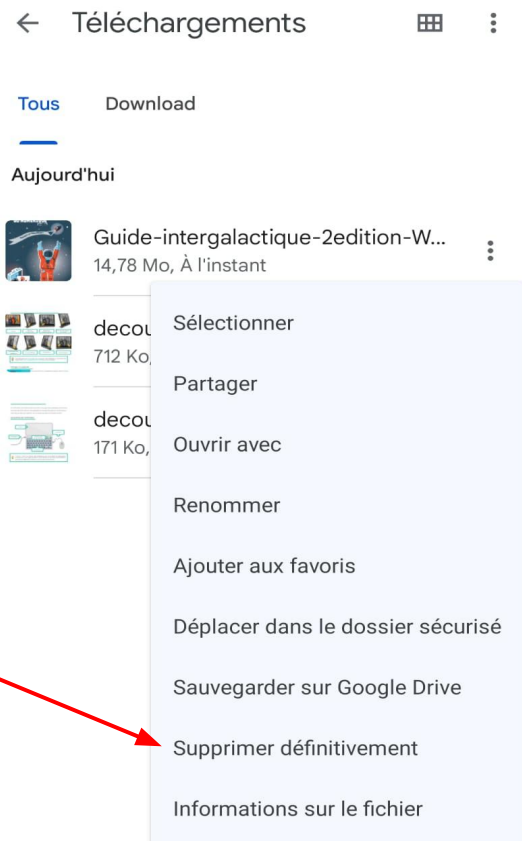 Téléchargements
Tous Download
Aujourd'hui
Guide-intergalactique-2edition-W...
14,78 Mo, À l'instant
decou
712 Ko,
decou
171 Ko,
Sélectionner
Partager
Ouvrir avec
Renommer
Ajouter aux favoris
Déplacer dans le dossier sécurisé
Sauvegarder sur Google Drive
Supprimer définitivement
Informations sur le fichier